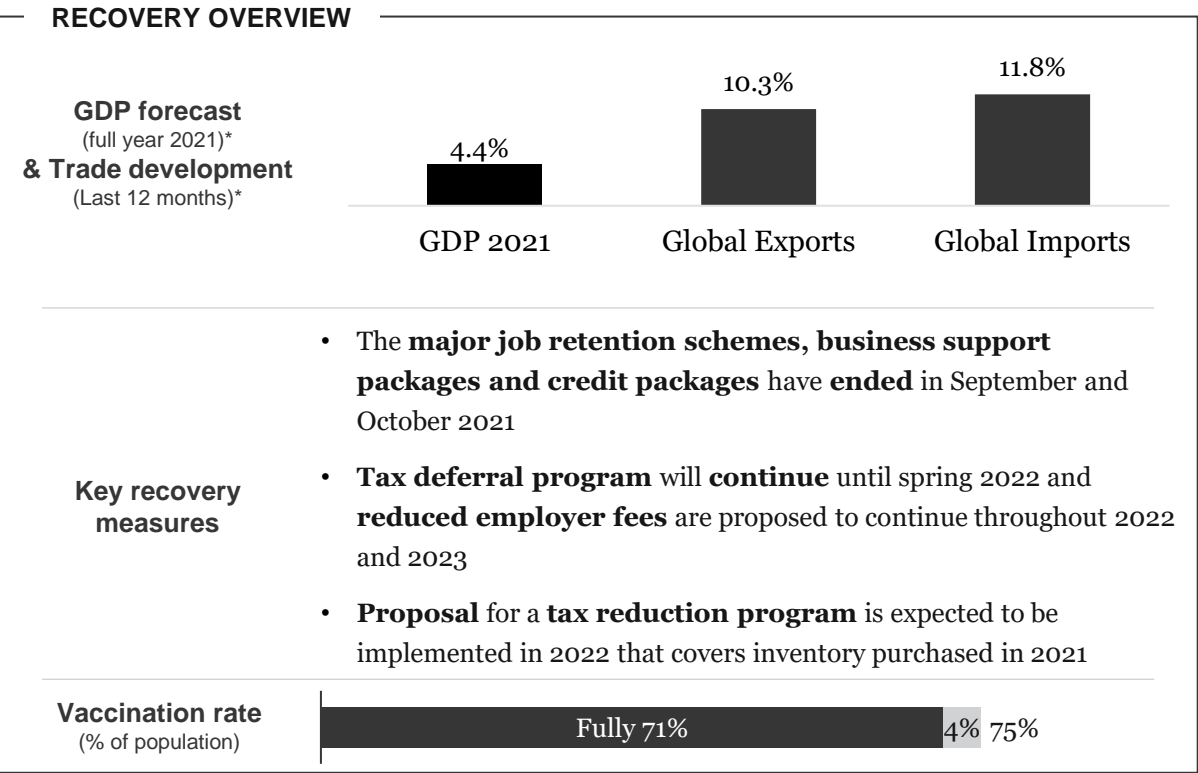 RECOVERY OVERVIEW
GDP forecast
(full year 2021)*
& Trade development
(Last 12 months)*
4.4%
10.3%
11.8%
GDP 2021
Global Exports
Global Imports
Key recovery
measures
• The major job retention schemes, business support
packages and credit packages have ended in September and
October 2021
• Tax deferral program will continue until spring 2022 and
reduced employer fees are proposed to continue throughout 2022
and 2023
• Proposal for a tax reduction program is expected to be
implemented in 2022 that covers inventory purchased in 2021
Vaccination rate
(% of population)
Fully 71%
4%
75%